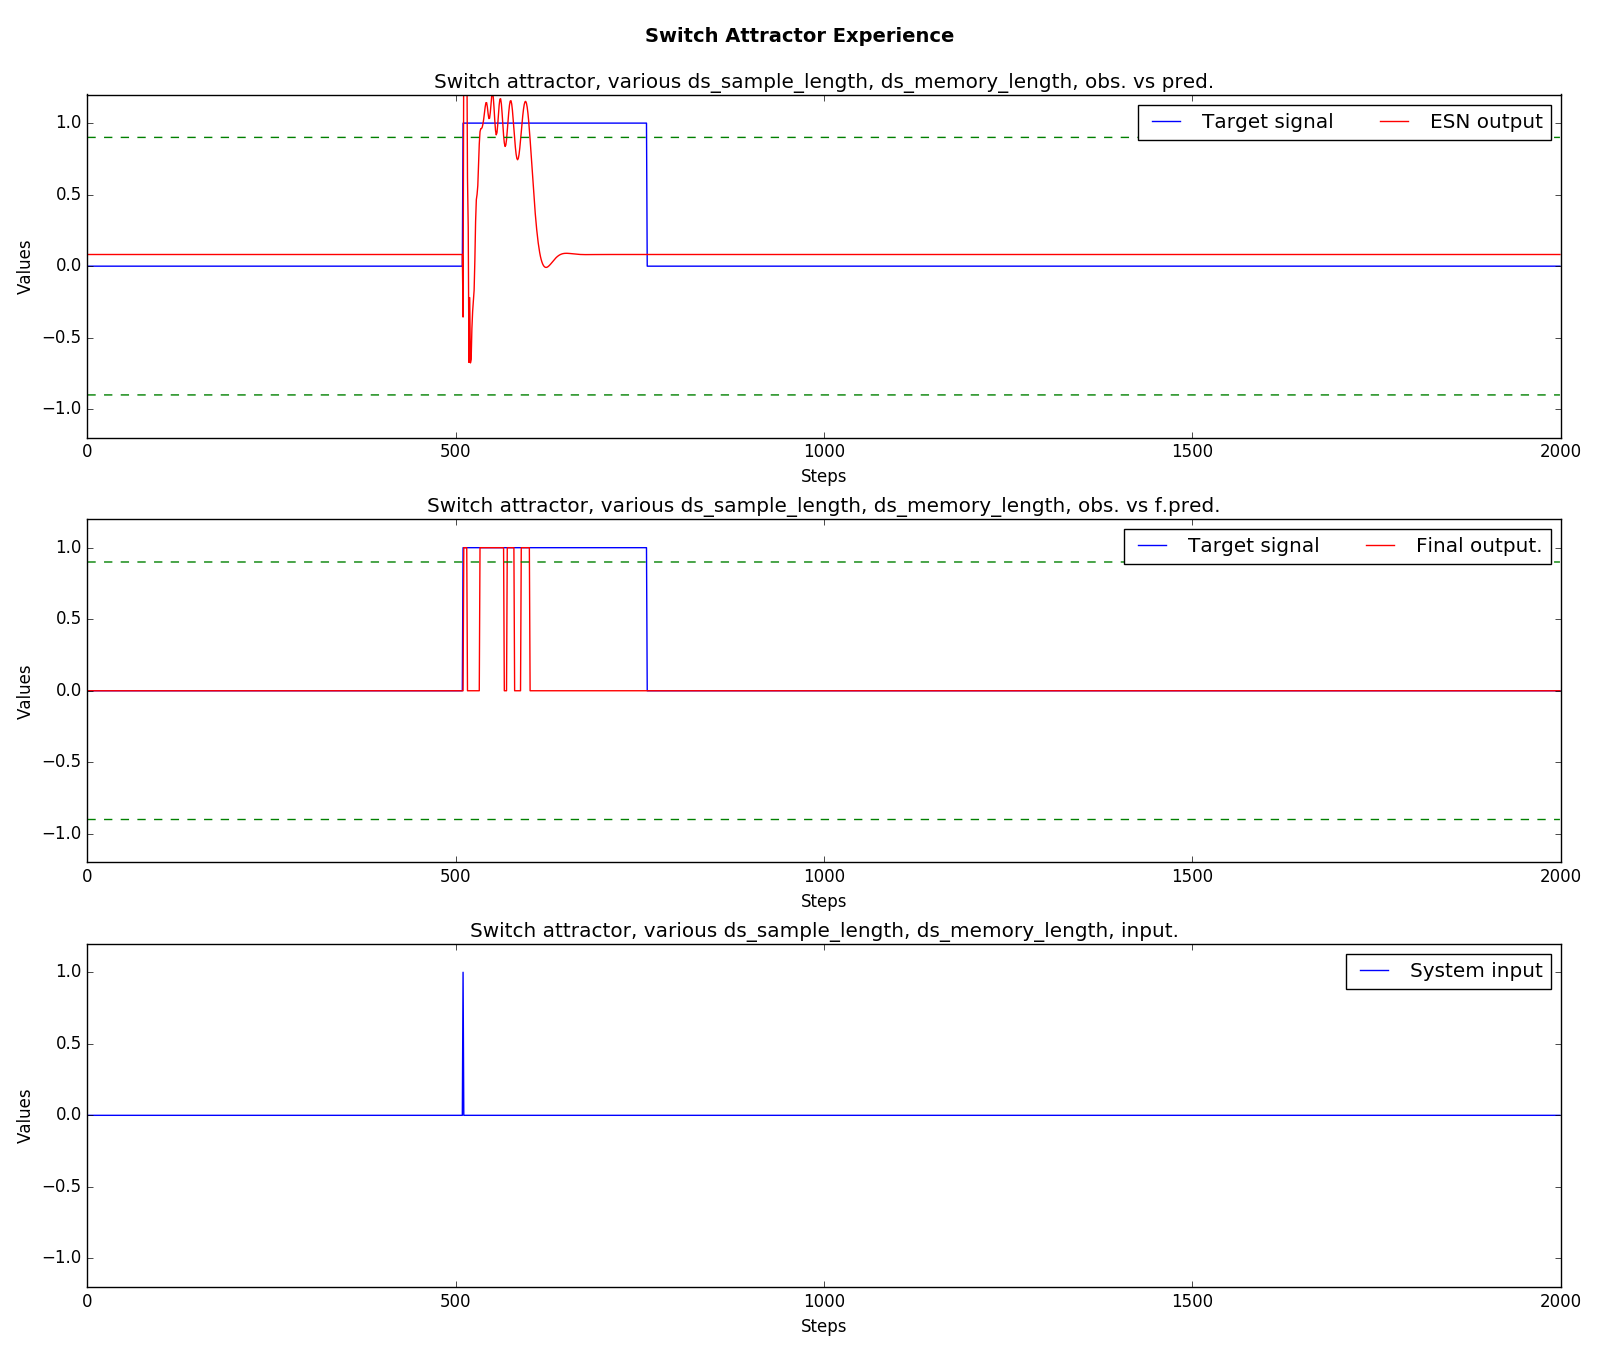 Switch Attractor Experience
Switch attractor, various ds_sample_length, ds_memory_length, obs. vs pred.
Target signal ESN output
1.0
0.5
0.0
−0.5
−1.0
Values
0 500 1000 1500 2000
Steps
Switch attractor, various ds_sample_length, ds_memory_length, obs. vs f.pred.
Target signal Final output.
1.0
0.5
0.0
−0.5
−1.0
Values
0 500 1000 1500 2000
Steps
Switch attractor, various ds_sample_length, ds_memory_length, input.
System input
1.0
0.5
0.0
−0.5
−1.0
Values
0 500 1000 1500 2000
Steps